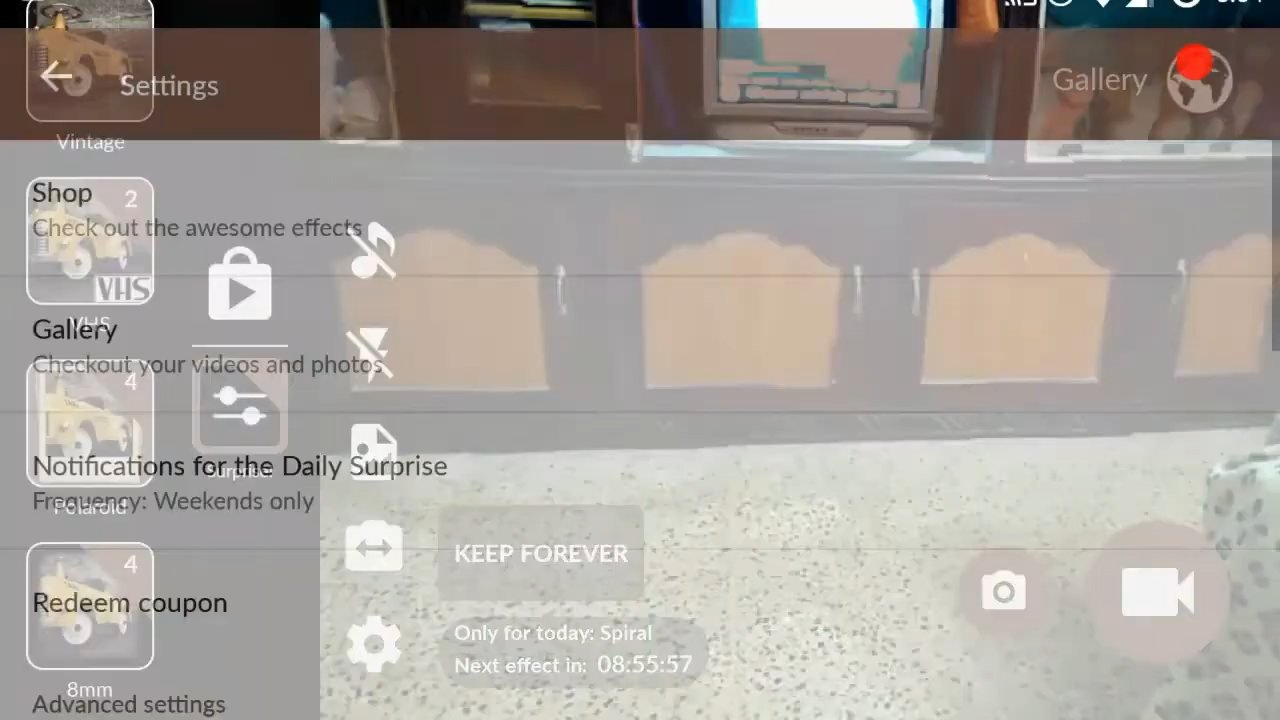 Settings
Gallery
Vintage
Shop
2
Check out the awesome effects
VHS
VHS
Gallery
Checkout your videos and photos
4
Notifications for the Daily Surprise
Surprise!
Frequency: Weekends only
Polaroid
KEEP FOREVER
4
Redeem coupon
Only for today: Spiral
Next effect in: 08:55:57
8mm
Advanced settings